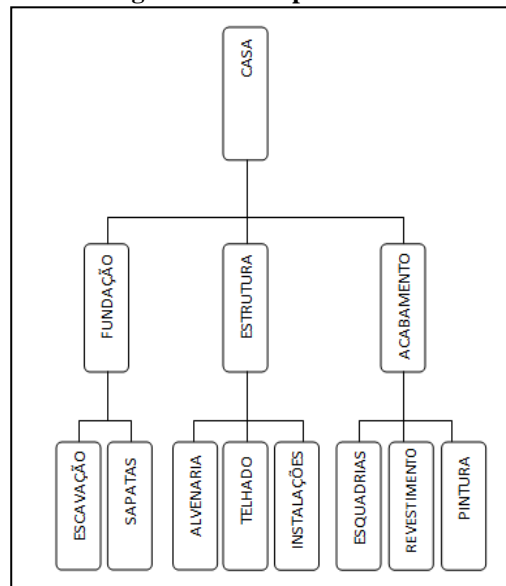 CASA
FUNDAÇÃO
ESTRUTURA
ACABAMENTO
ESCAVAÇÃO
SAPATAS
ALVENARIA
TELHADO
INSTALAÇÕES
ESQUADRIAS
REVESTIMENTO
PINTURA